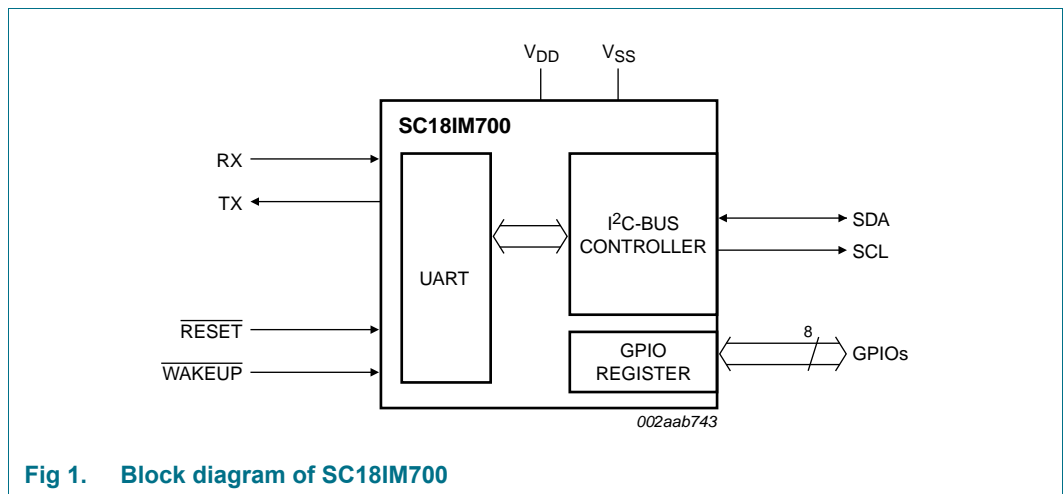 VDD
VSS
SC18IM700
RX
TX
RESET
WAKEUP
UART
I2C-BUS
CONTROLLER
SDA
SCL
GPIO
REGISTER
8
GPIOs
002aab743
Fig 1. Block diagram of SC18IM700